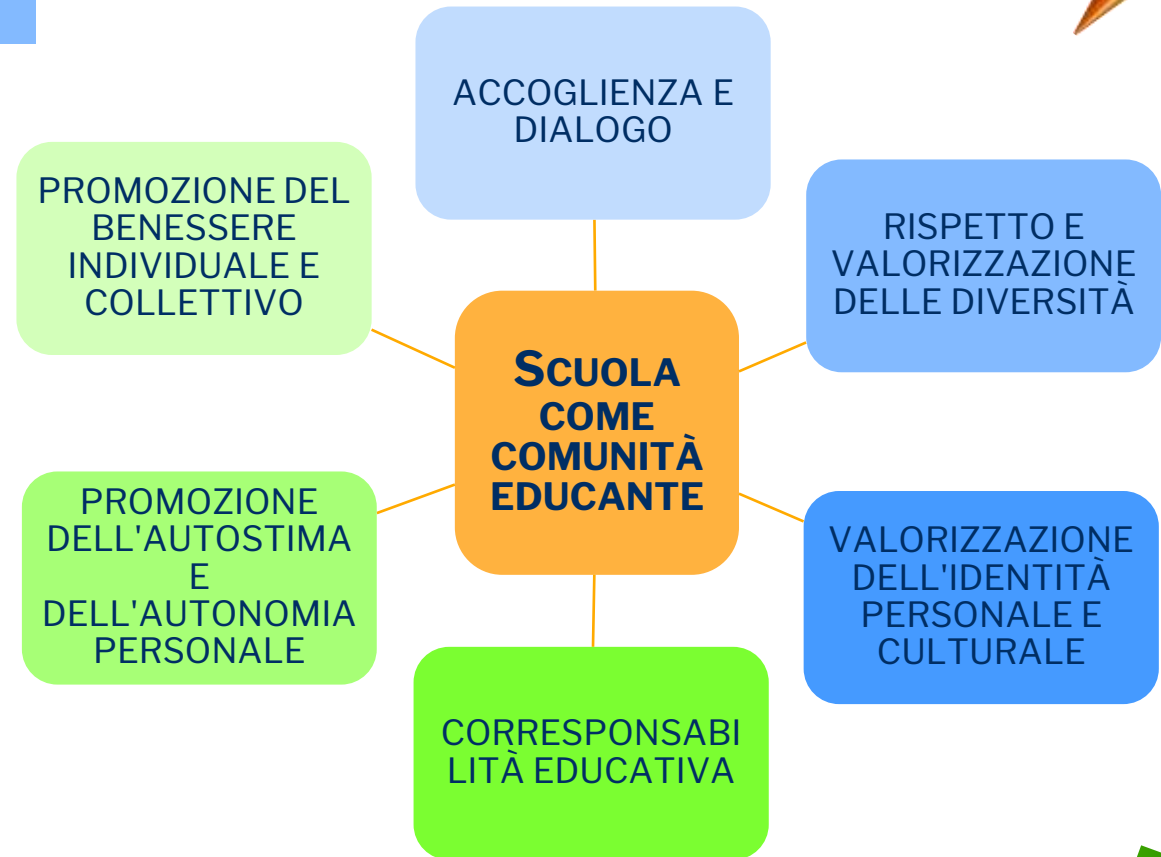 ACCOGLIENZA E
DIALOGO
PROMOZIONE DEL
BENESSERE
INDIVIDUALE E
COLLETTIVO
RISPETTO E
VALORIZZAZIONE
DELLE DIVERSITÀ
SCUOLA
COME
COMUNITÀ
EDUCANTE
PROMOZIONE
DELL'AUTOSTIMA
E
DELL'AUTONOMIA
PERSONALE
VALORIZZAZIONE
DELL'IDENTITÀ
PERSONALE E
CULTURALE
CORRESPONSABI
LITÀ EDUCATIVA